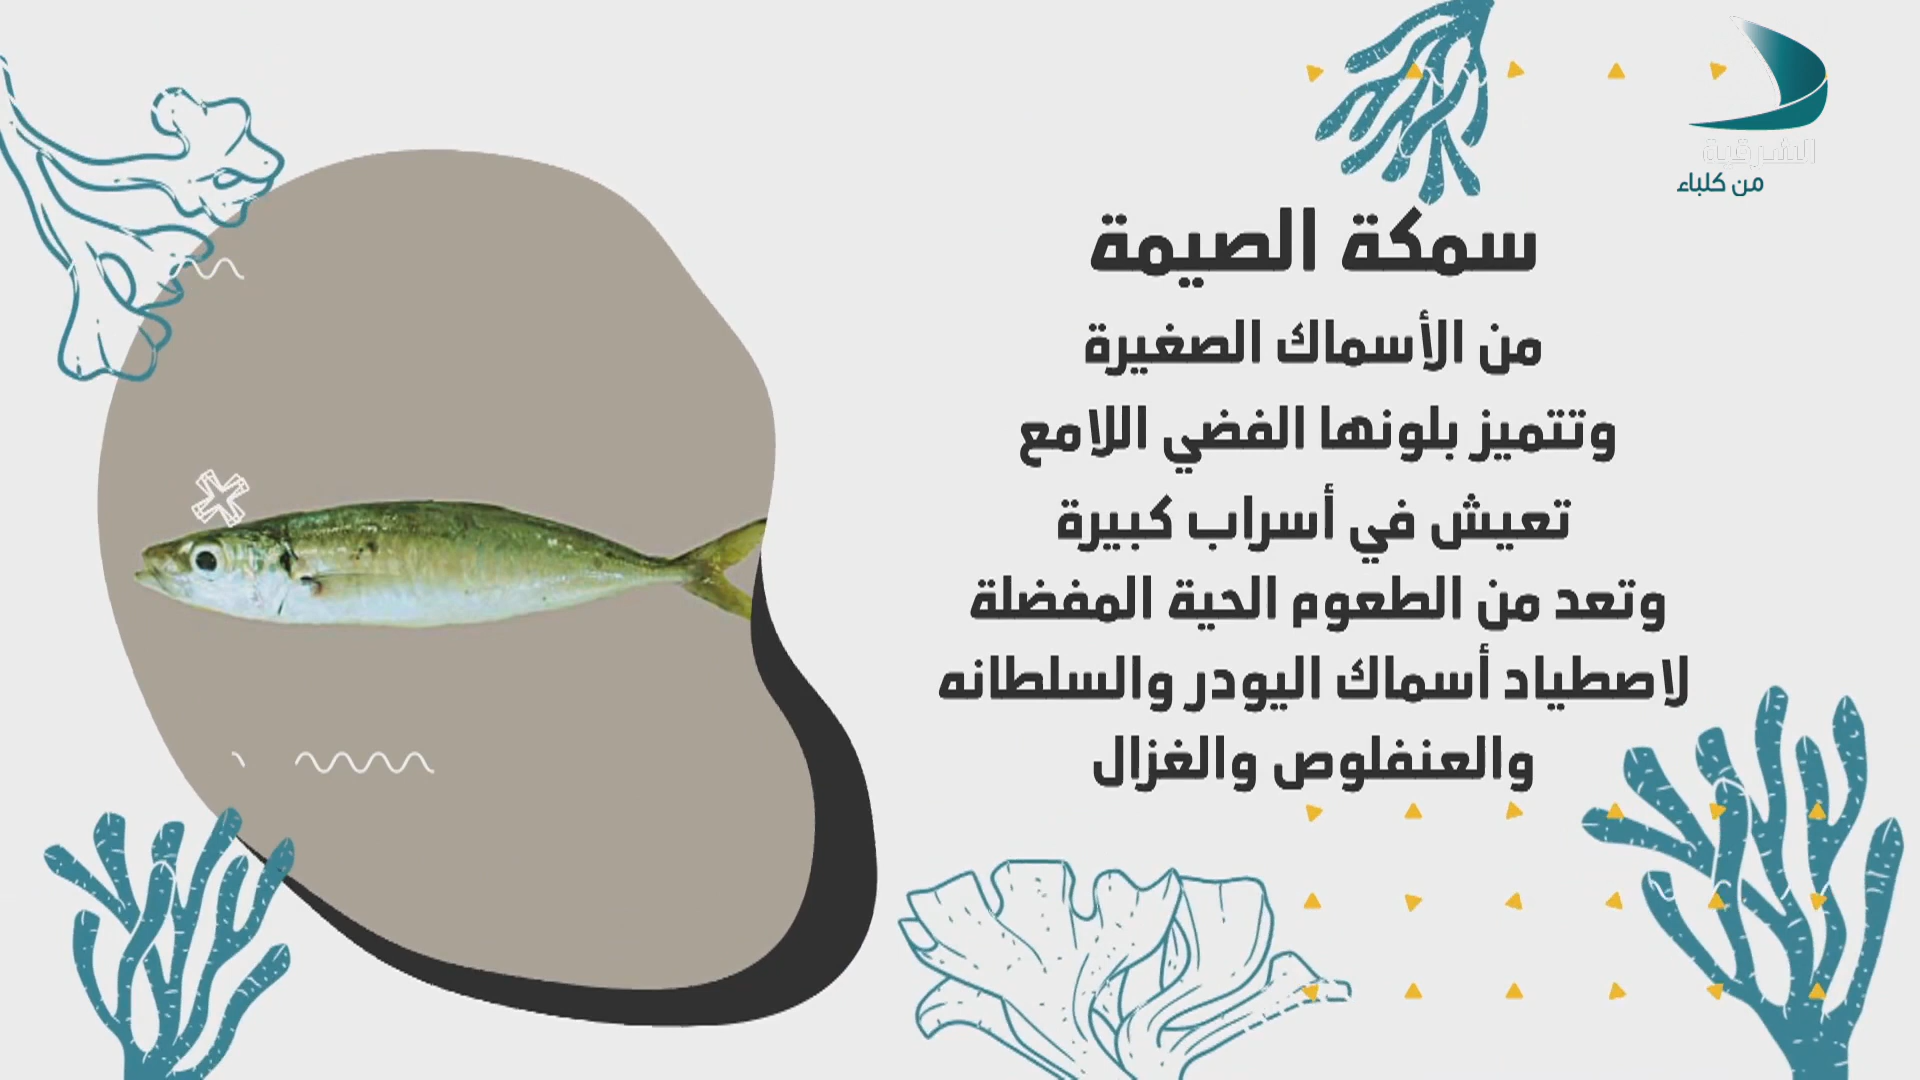 الشرقية
من كلباء
سمكة الصيمة
من الأسماك الصغيرة
وتتميز بلونها الفضي اللامع
تعيش في أسراب كبيرة
وتعد من الطعوم الحية المفضلة
لاصطياد أسماك اليودر والسلطانه
والعنفلوص والغزال